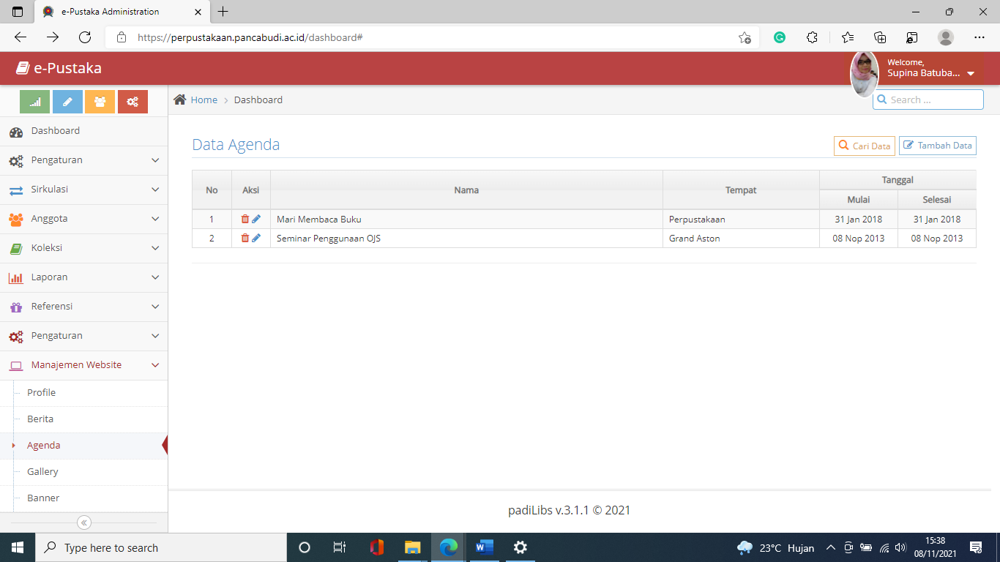 e-Pustaka Administration
https://perpustakaan.pancabudi.ac.id/dashboard#
e-Pustaka
Welcome,
Supina Batuba...
Home > Dashboard
Search ...
Dashboard
Pengaturan
Sirkulasi
Anggota
Koleksi
Laporan
Referensi
Pengaturan
Manajemen Website
Profile
Berita
Agenda
Gallery
Banner
Data Agenda
Cari Data
Tambah Data
No Aksi Nama Tempat Tanggal
Mulai Selesai
1 Mari Membaca Buku Perpustakaan 31 Jan 2018 31 Jan 2018
2 Seminar Penggunaan OJS Grand Aston 08 Nop 2013 08 Nop 2013
padiLibs v.3.1.1 © 2021
Type here to search
23°C Hujan
15:38
08/11/2021